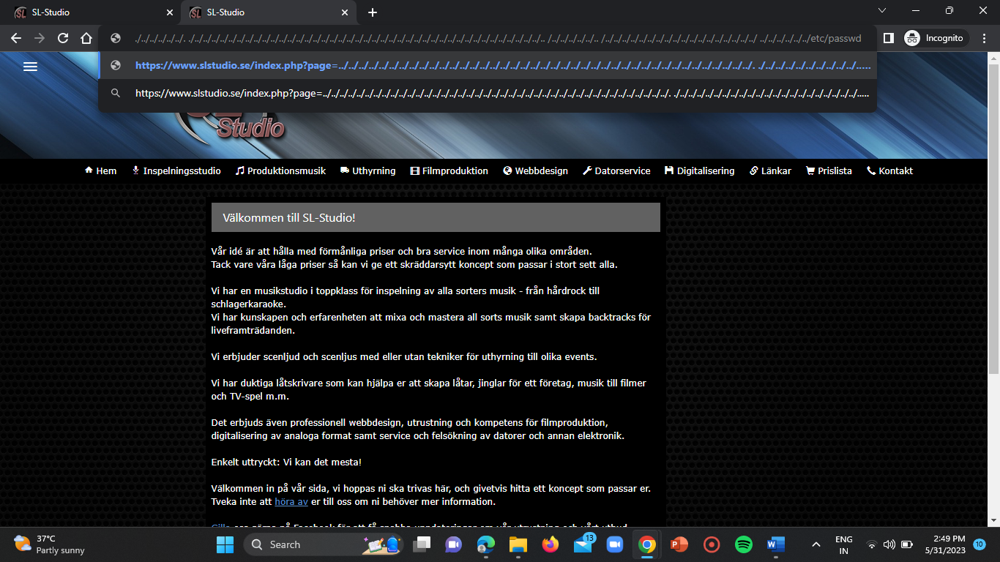 SL-Studio
SL-Studio
etc/passwd
Incognito
https://www.slstudio.se/index.php?page=
https://www.slstudio.se/index.php?page=
Studio
Hem Inspelningsstudio Produktionsmusik Uthyrning Filmproduktion Webbdesign Datorservice Digitalisering Länkar Prislista Kontakt
Välkommen till SL-Studio!
Vår idé är att hålla med förmånliga priser och bra service inom många olika områden.
Tack vare våra låga priser så kan vi ge ett skräddarsytt koncept som passar i stort sett alla.
Vi har en musikstudio i toppklass för inspelning av alla sorters musik - från hårdrock till
schlagerkaraoke.
Vi har kunskapen och erfarenheten att mixa och mastera all sorts musik samt skapa backtracks för
liveframträdanden.
Vi erbjuder scenljud och scenljus med eller utan tekniker för uthyrning till olika events.
Vi har duktiga låtskrivare som kan hjälpa er att skapa låtar, jinglar för ett företag, musik till filmer
och TV-spel m.m.
Det erbjuds även professionell webbdesign, utrustning och kompetens för filmproduktion,
digitalisering av analoga format samt service och felsökning av datorer och annan elektronik.
Enkelt uttryckt: Vi kan det mesta!
Välkommen in på vår sida, vi hoppas ni ska trivas här, och givetvis hitta ett koncept som passar er.
Tveka inte att höra av er till oss om ni behöver mer information.
37°C
Partly sunny
Search
13
ENG
IN
2:49 PM
5/31/2023
10